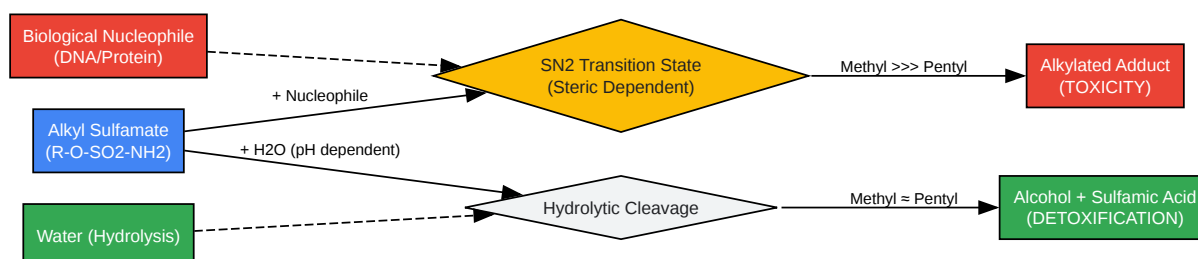 Biological Nucleophile
(DNA/Protein)
SN2 Transition State
(Steric Dependent)
Methyl >>> Pentyl
Alkylated Adduct
(TOXICITY)
+ Nucleophile
Alkyl Sulfamate
(R-O-SO2-NH2)
+ H2O (pH dependent)
Water (Hydrolysis)
Hydrolytic Cleavage
Methyl ≈ Pentyl
Alcohol + Sulfamic Acid
(DETOXIFICATION)